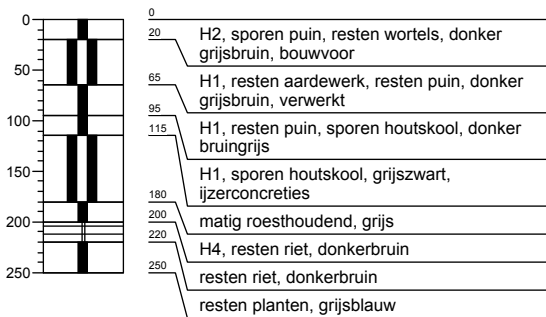 0
50
100
150
200
250
0
H2, sporen puin, resten wortels, donker
grijsbruin, bouwvoor
20
H1, resten aardewerk, resten puin, donker
grijsbruin, verwerkt
65
H1, resten puin, sporen houtskool, donker
bruingrijs
95
H1, sporen houtskool, grijszwart,
ijzerconcreties
115
matig roesthoudend, grijs
180
H4, resten riet, donkerbruin
200
resten riet, donkerbruin
220
resten planten, grijsblauw
250